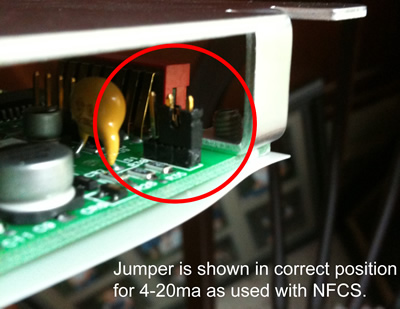 Jumper is shown in correct position
for 4-20ma as used with NFCS.